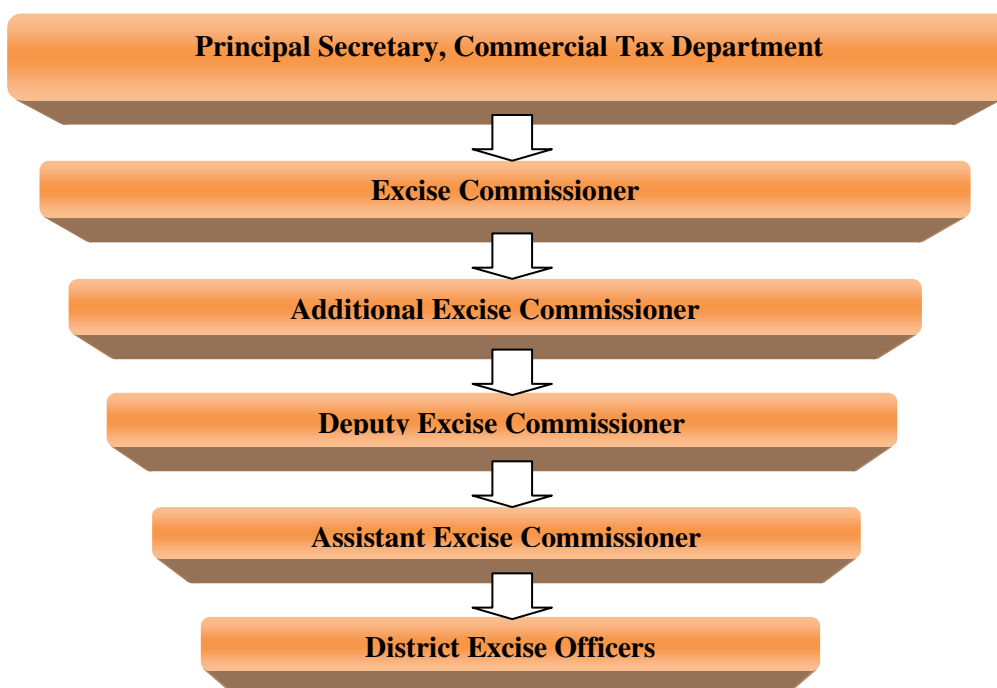 Principal Secretary, Commercial Tax Department
Excise Commissioner
Additional Excise Commissioner
Deputy Excise Commissioner
Assistant Excise Commissioner
District Excise Officers